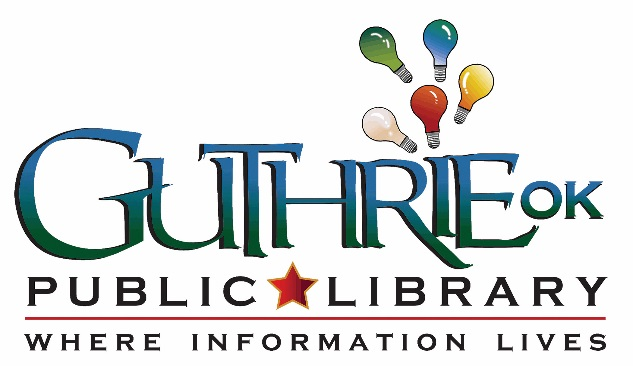 GUTHRIE OK
PUBLIC LIBRARY
WHERE INFORMATION LIVES